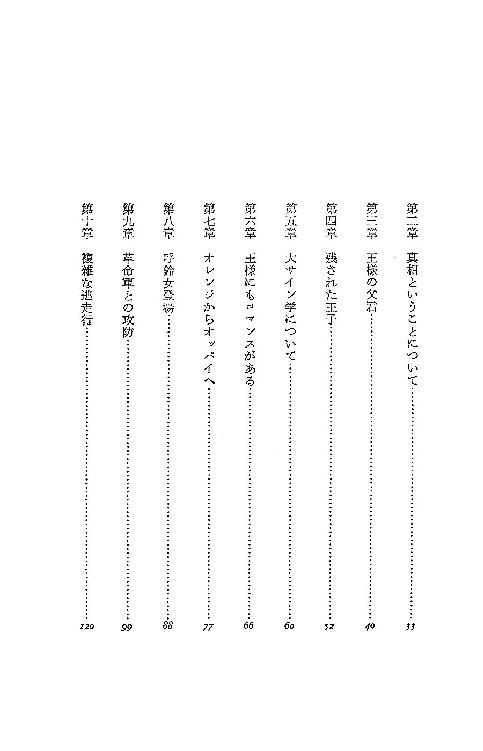 第二章 真相ということについて………33
第三章 王様の父君………40
第四章 残された王子………52
第五章 大サイン学について………60
第六章 王様にもロマンスがある………66
第七章 オレンジからオッパイへ………77
第八章 呼鈴女登場………88
第九章 革命軍との攻防………99
第十章 複雑な逃走行………120